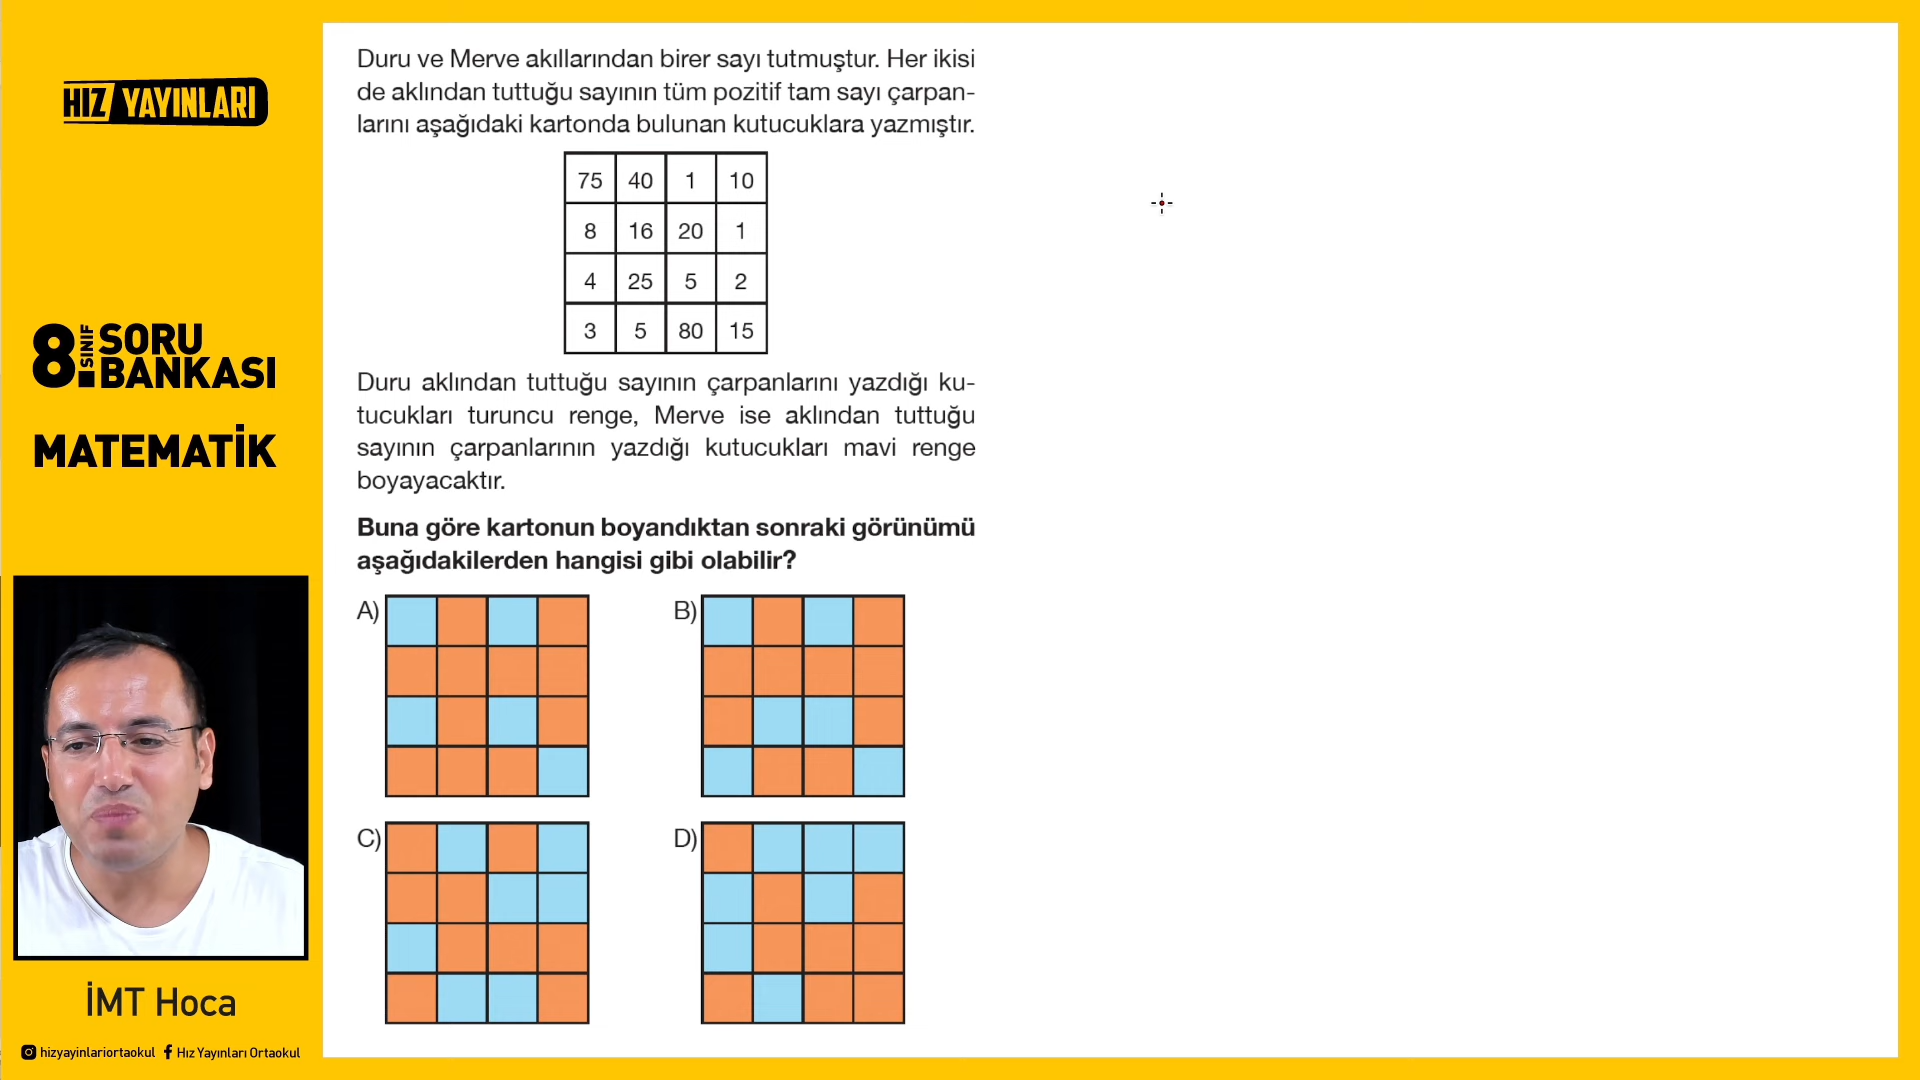 HIZ YAYINLARI
8. SINIF SORU BANKASI
MATEMATİK
İMT Hoca
hizyayinlariortaokul Hız Yayınları Ortaokul
Duru ve Merve akıllarından birer sayı tutmuştur. Her ikisi
de aklından tuttuğu sayının tüm pozitif tam sayı çarpan-
larını aşağıdaki kartonda bulunan kutucuklara yazmıştır.
75 40 1 10
8 16 20 1
4 25 5 2
3 5 80 15
Duru aklından tuttuğu sayının çarpanlarını yazdığı ku-
tucukları turuncu renge, Merve ise aklından tuttuğu
sayının çarpanlarının yazdığı kutucukları mavi renge
boyayacaktır.
Buna göre kartonun boyandıktan sonraki görünümü
aşağıdakilerden hangisi gibi olabilir?
A) B)
C) D)